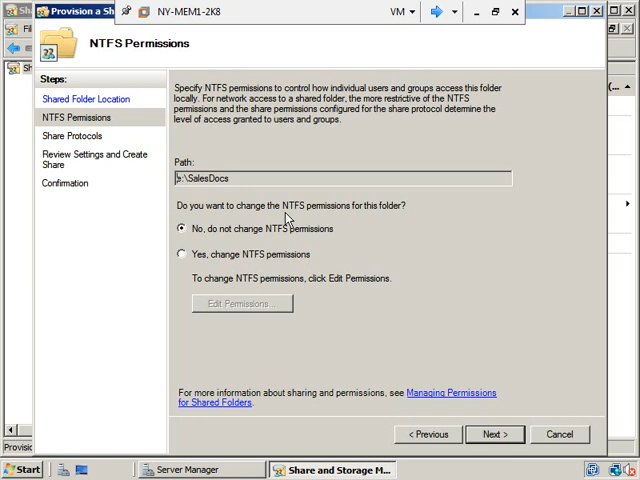 Sh
Provision a Sh
NY-MEM1-2K8
VM
Fil
NTFS Permissions
Sh
Steps:
Shared Folder Location
NTFS Permissions
Share Protocols
Review Settings and Create
Share
Confirmation
Specify NTFS permissions to control how individual users and groups access this folder
locally. For network access to a shared folder, the more restrictive of the NTFS
permissions and the share permissions configured for the share protocol determine the
level of access granted to users and groups.
Path:
e:\SalesDocs
Do you want to change the NTFS permissions for this folder?
No, do not change NTFS permissions
Yes, change NTFS permissions
To change NTFS permissions, click Edit Permissions.
Edit Permissions...
For more information about sharing and permissions, see Managing Permissions
for Shared Folders.
< Previous
Next >
Cancel
(...
Provision
Start
Server Manager
Share and Storage M...